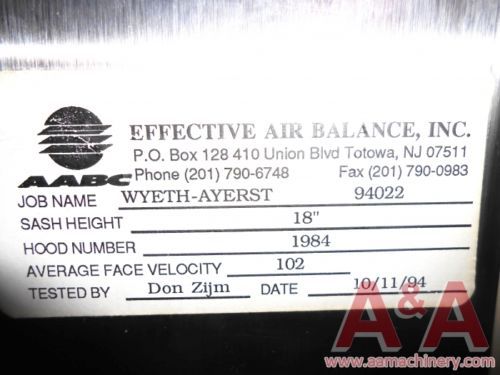 EFFECTIVE AIR BALANCE, INC.
P.O. Box 128 410 Union Blvd Totowa, NJ 07511
AABC Phone (201) 790-6748 Fax (201) 790-0983
JOB NAME WYETH-AYERST 94022
SASH HEIGHT 18"
HOOD NUMBER 1984
AVERAGE FACE VELOCITY 102
TESTED BY Don Zijm DATE 10/11/94
A&A
www.aamachinery.com